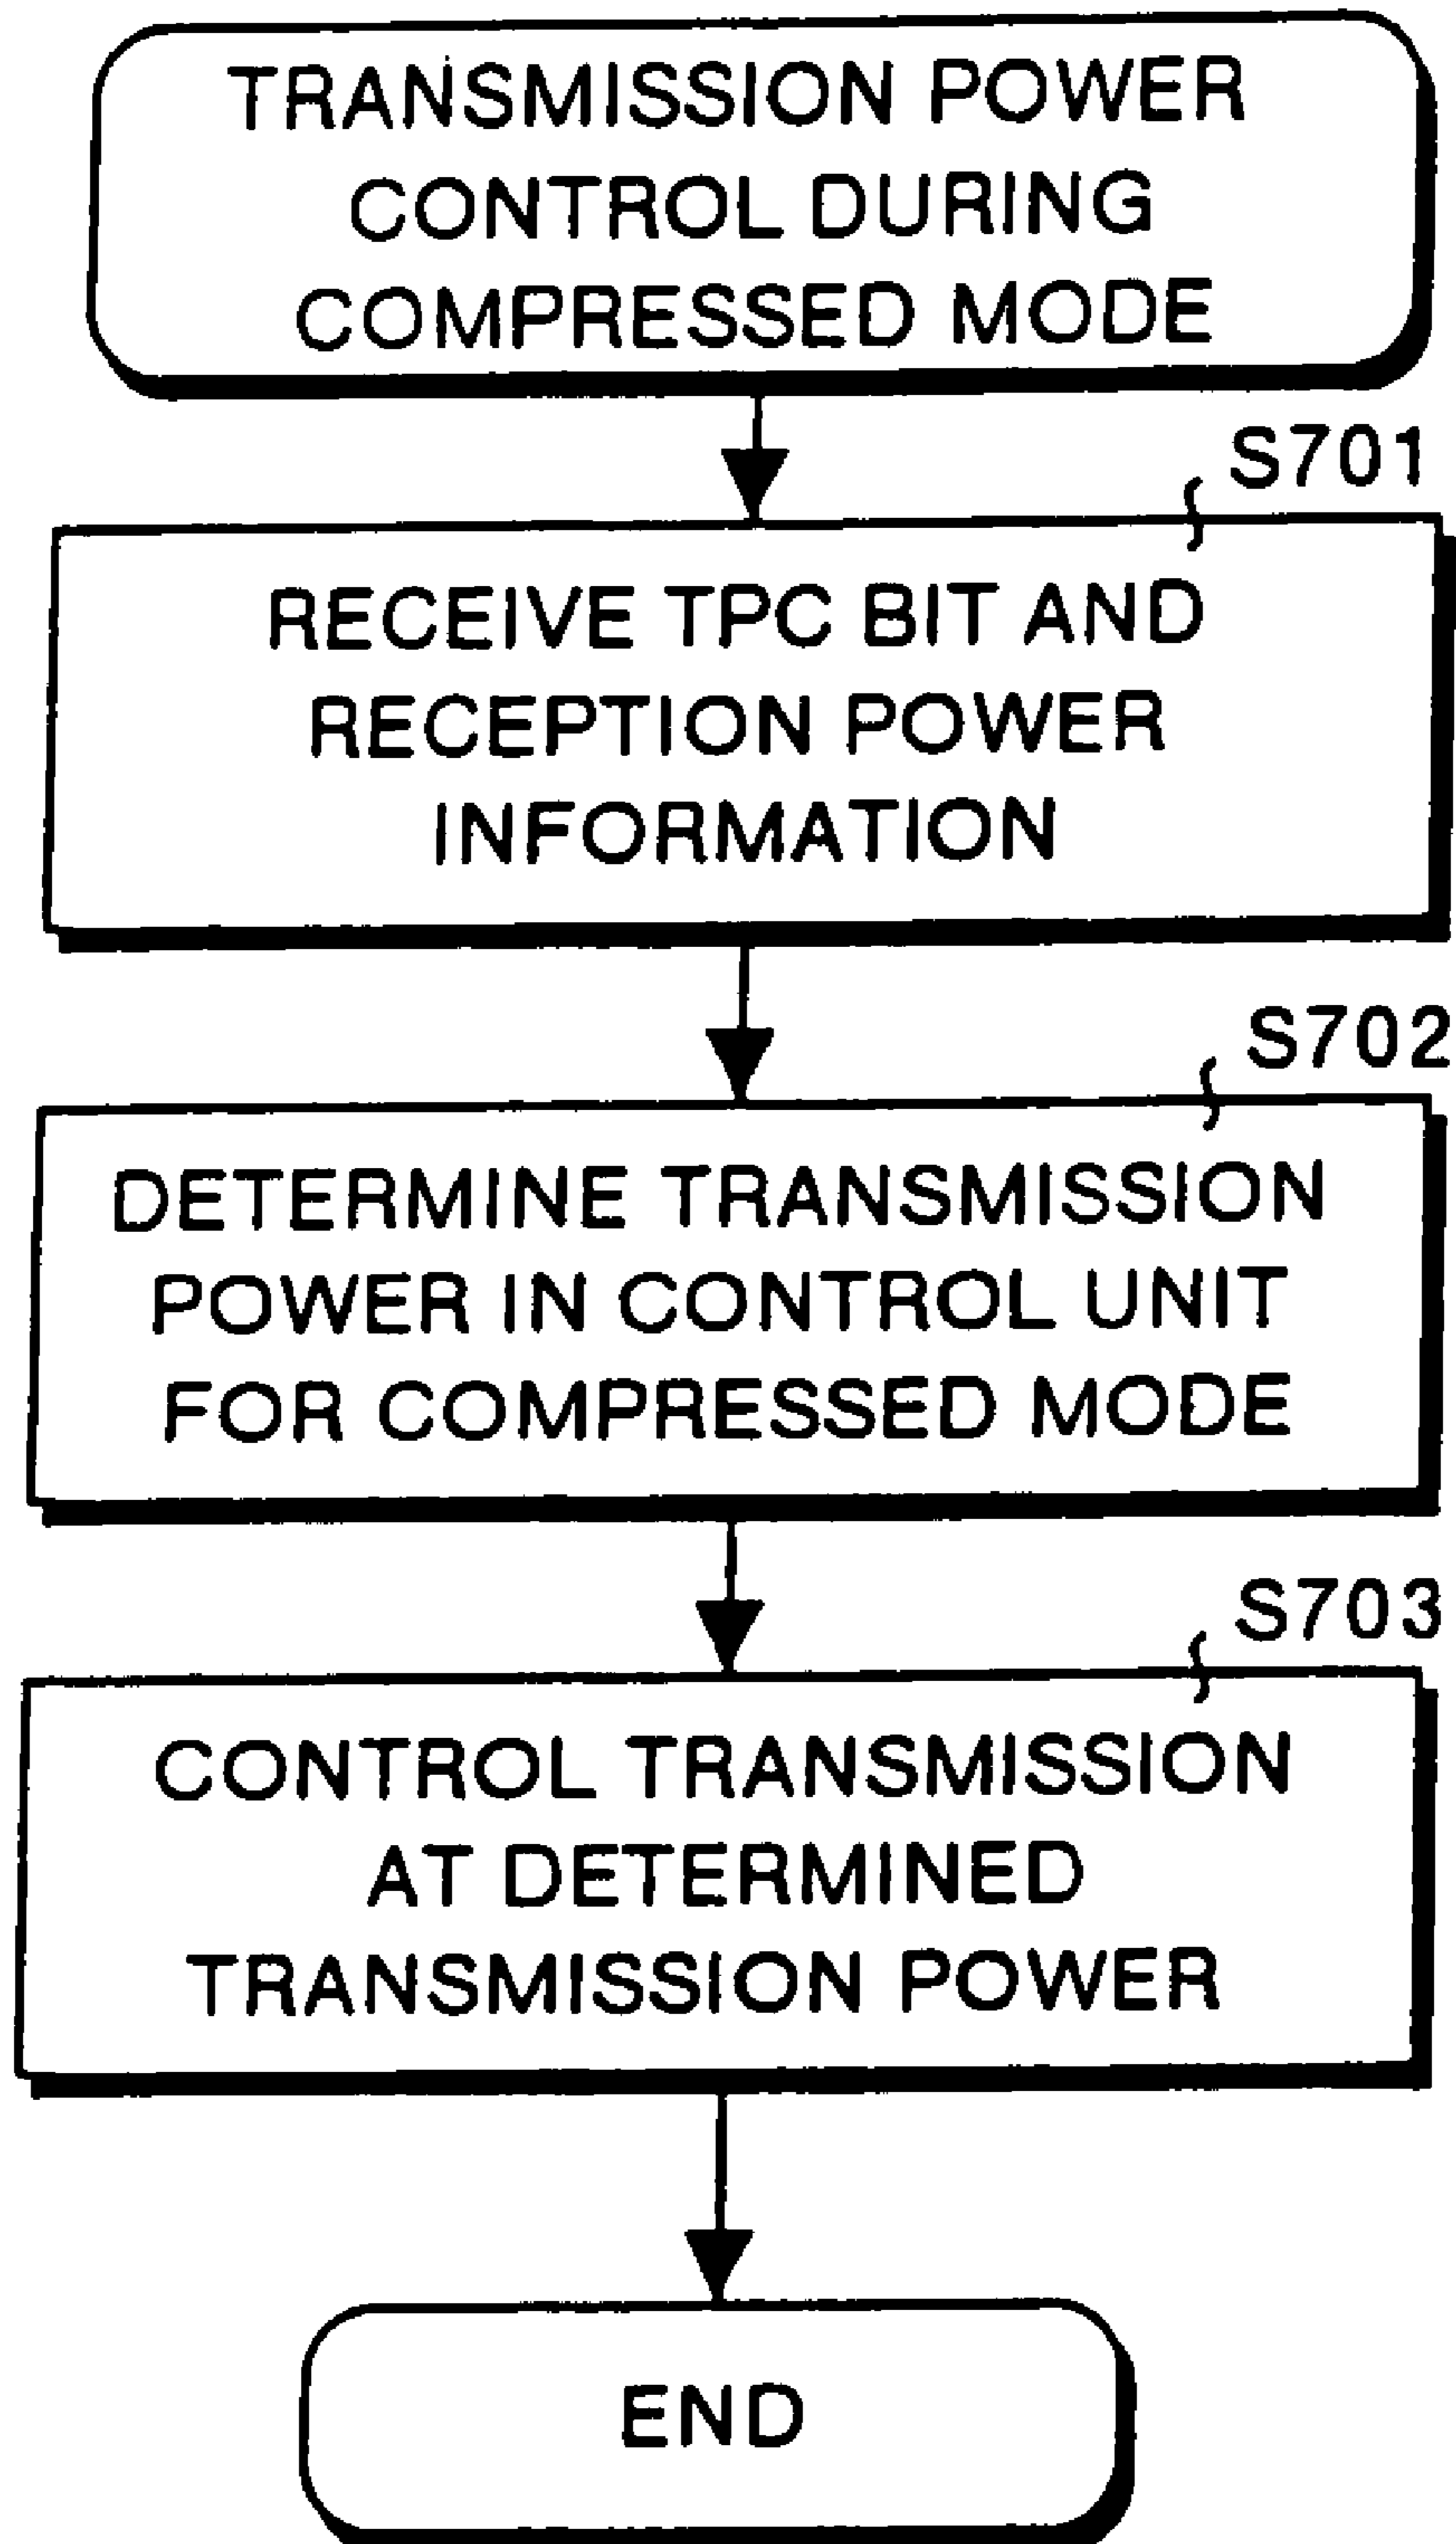 TRANSMISSION POWER
CONTROL DURING
COMPRESSED MODE
S701
RECEIVE TPC BIT AND
RECEPTION POWER
INFORMATION
S702
DETERMINE TRANSMISSION
POWER IN CONTROL UNIT
FOR COMPRESSED MODE
S703
CONTROL TRANSMISSION
AT DETERMINED
TRANSMISSION POWER
END